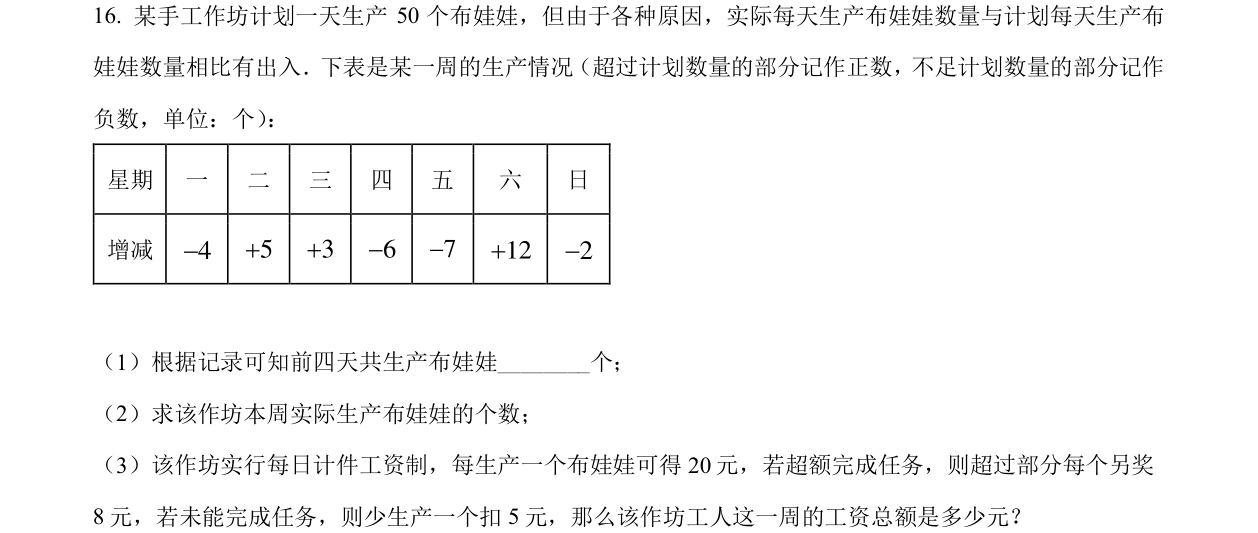 16. 某手工作坊计划一天生产 50 个布娃娃，但由于各种原因，实际每天生产布娃娃数量与计划每天生产布
娃娃数量相比有出入．下表是某一周的生产情况（超过计划数量的部分记作正数，不足计划数量的部分记作
负数，单位：个）：
星期 一 二 三 四 五 六 日
增减 −4 +5 +3 −6 −7 +12 −2
（1）根据记录可知前四天共生产布娃娃________个；
（2）求该作坊本周实际生产布娃娃的个数；
（3）该作坊实行每日计件工资制，每生产一个布娃娃可得 20 元，若超额完成任务，则超过部分每个另奖
8 元，若未能完成任务，则少生产一个扣 5 元，那么该作坊工人这一周的工资总额是多少元？